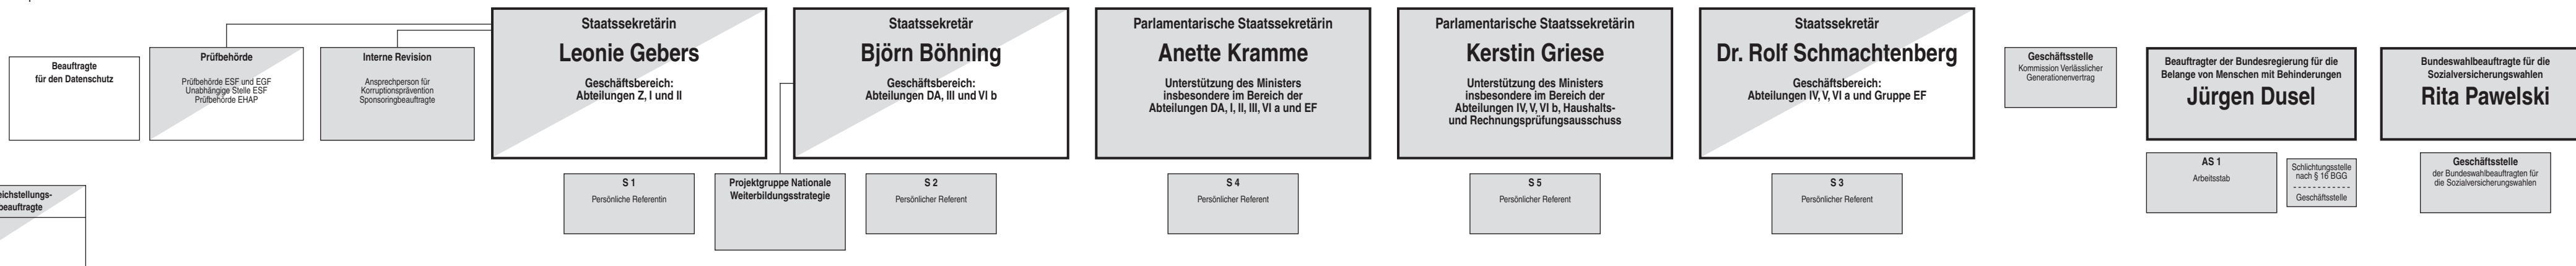 Beauftragte
für den Datenschutz
Prüfbehörde
Prüfbehörde ESF und EGF
Unabhängige Stelle ESF
Prüfbehörde EHAP
Interne Revision
Ansprechperson für
Korruptionsprävention
Sponsoringbeauftragte
Staatssekretärin
Leonie Gebers
Geschäftsbereich:
Abteilungen Z, I und II
Staatssekretär
Björn Böhning
Geschäftsbereich:
Abteilungen DA, III und VI b
Parlamentarische Staatssekretärin
Anette Kramme
Unterstützung des Ministers
insbesondere im Bereich der
Abteilungen DA, I, II, III, VI a und EF
Parlamentarische Staatssekretärin
Kerstin Griese
Unterstützung des Ministers
insbesondere im Bereich der
Abteilungen IV, V, VI b, Haushalts-
und Rechnungsprüfungsausschuss
Staatssekretär
Dr. Rolf Schmachtenberg
Geschäftsbereich:
Abteilungen IV, V, VI a und Gruppe EF
Geschäftsstelle
Kommission Verlässlicher
Generationenvertrag
Beauftragter der Bundesregierung für die
Belange von Menschen mit Behinderungen
Jürgen Dusel
Bundeswahlbeauftragte für die
Sozialversicherungswahlen
Rita Pawelski
eichstellungs-
beauftragte
S 1
Persönliche Referentin
Projektgruppe Nationale
Weiterbildungsstrategie
S 2
Persönlicher Referent
S 4
Persönlicher Referent
S 5
Persönlicher Referent
S 3
Persönlicher Referent
AS 1
Arbeitsstab
Schlichtungsstelle
nach § 16 BGG
Geschäftsstelle
Geschäftsstelle
der Bundeswahlbeauftragten für
die Sozialversicherungswahlen